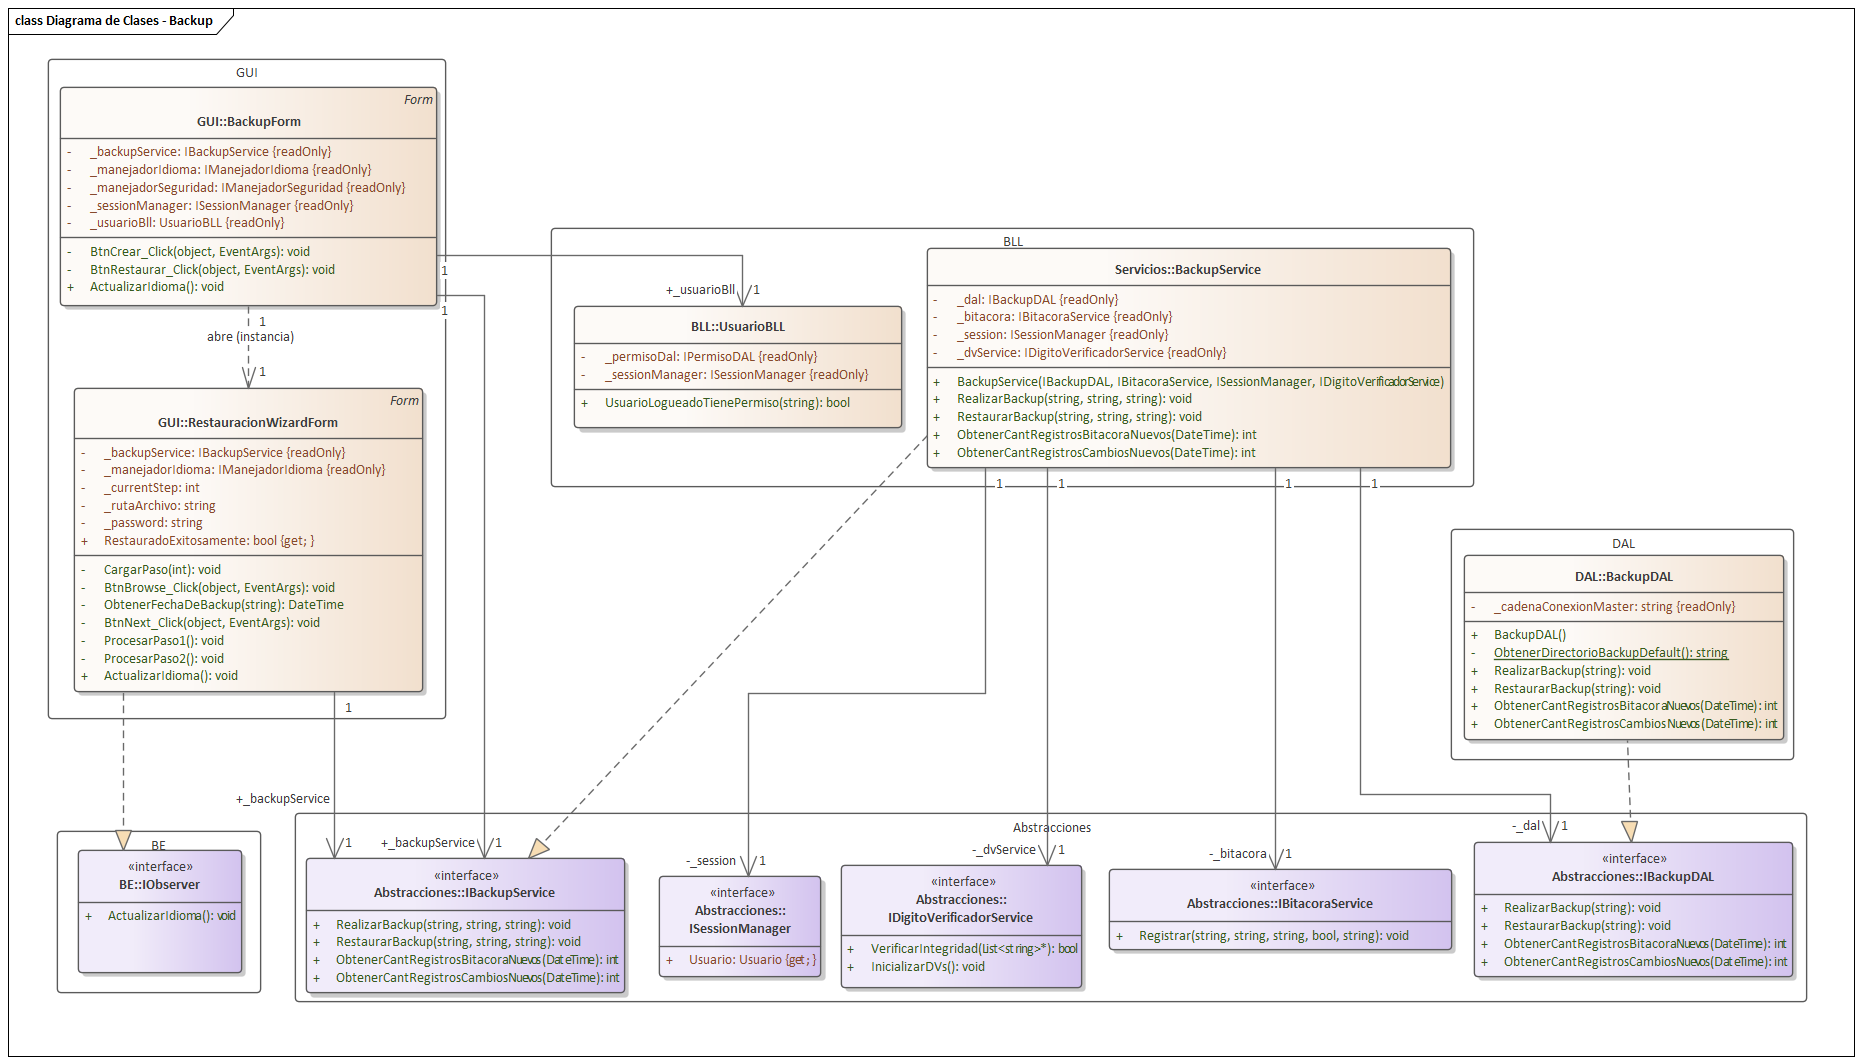 class Diagrama de Clases - Backup
GUI
Form
GUI::BackupForm
- _backupService: IBackupService {readOnly}
- _manejadorIdioma: IManejadorIdioma {readOnly}
- _manejadorSeguridad: IManejadorSeguridad {readOnly}
- _sessionManager: ISessionManager {readOnly}
- _usuarioBll: UsuarioBLL {readOnly}
- BtnCrear_Click(object, EventArgs): void
- BtnRestaurar_Click(object, EventArgs): void
+ ActualizarIdioma(): void
1
1
1
abre (instancia)
1
Form
GUI::RestauracionWizardForm
- _backupService: IBackupService {readOnly}
- _manejadorIdioma: IManejadorIdioma {readOnly}
- _currentStep: int
- _rutaArchivo: string
- _password: string
+ RestauradoExitosamente: bool {get; }
- CargarPaso(int): void
- BtnBrowse_Click(object, EventArgs): void
- ObtenerFechaDeBackup(string): DateTime
- BtnNext_Click(object, EventArgs): void
- ProcesarPaso1(): void
- ProcesarPaso2(): void
+ ActualizarIdioma(): void
1
BLL
+_usuarioBll
1
BLL::UsuarioBLL
- _permisoDal: IPermisoDAL {readOnly}
- _sessionManager: ISessionManager {readOnly}
+ UsuarioLogueadoTienePermiso(string): bool
Servicios::BackupService
- _dal: IBackupDAL {readOnly}
- _bitacora: IBitacoraService {readOnly}
- _session: ISessionManager {readOnly}
- _dvService: IDigitoVerificadorService {readOnly}
+ BackupService(IBackupDAL, IBitacoraService, ISessionManager, IDigitoVerificadorService)
+ RealizarBackup(string, string, string): void
+ RestaurarBackup(string, string, string): void
+ ObtenerCantRegistrosBitacoraNuevos(DateTime): int
+ ObtenerCantRegistrosCambiosNuevos(DateTime): int
1
1
1
1
DAL
DAL::BackupDAL
- _cadenaConexionMaster: string {readOnly}
+ BackupDAL()
- ObtenerDirectorioBackupDefault(): string
+ RealizarBackup(string): void
+ RestaurarBackup(string): void
+ ObtenerCantRegistrosBitacoraNuevos(DateTime): int
+ ObtenerCantRegistrosCambiosNuevos(DateTime): int
BE
«interface»
BE::IObserver
+ ActualizarIdioma(): void
Abstracciones
+_backupService
1
+_backupService
1
«interface»
Abstracciones::IBackupService
+ RealizarBackup(string, string, string): void
+ RestaurarBackup(string, string, string): void
+ ObtenerCantRegistrosBitacoraNuevos(DateTime): int
+ ObtenerCantRegistrosCambiosNuevos(DateTime): int
-_session
1
«interface»
Abstracciones::
ISessionManager
+ Usuario: Usuario {get; }
-_dvService
1
«interface»
Abstracciones::
IDigitoVerificadorService
+ VerificarIntegridad(List<string>*): bool
+ InicializarDVs(): void
-_bitacora
1
«interface»
Abstracciones::IBitacoraService
+ Registrar(string, string, string, bool, string): void
-_dal
1
«interface»
Abstracciones::IBackupDAL
+ RealizarBackup(string): void
+ RestaurarBackup(string): void
+ ObtenerCantRegistrosBitacoraNuevos(DateTime): int
+ ObtenerCantRegistrosCambiosNuevos(DateTime): int